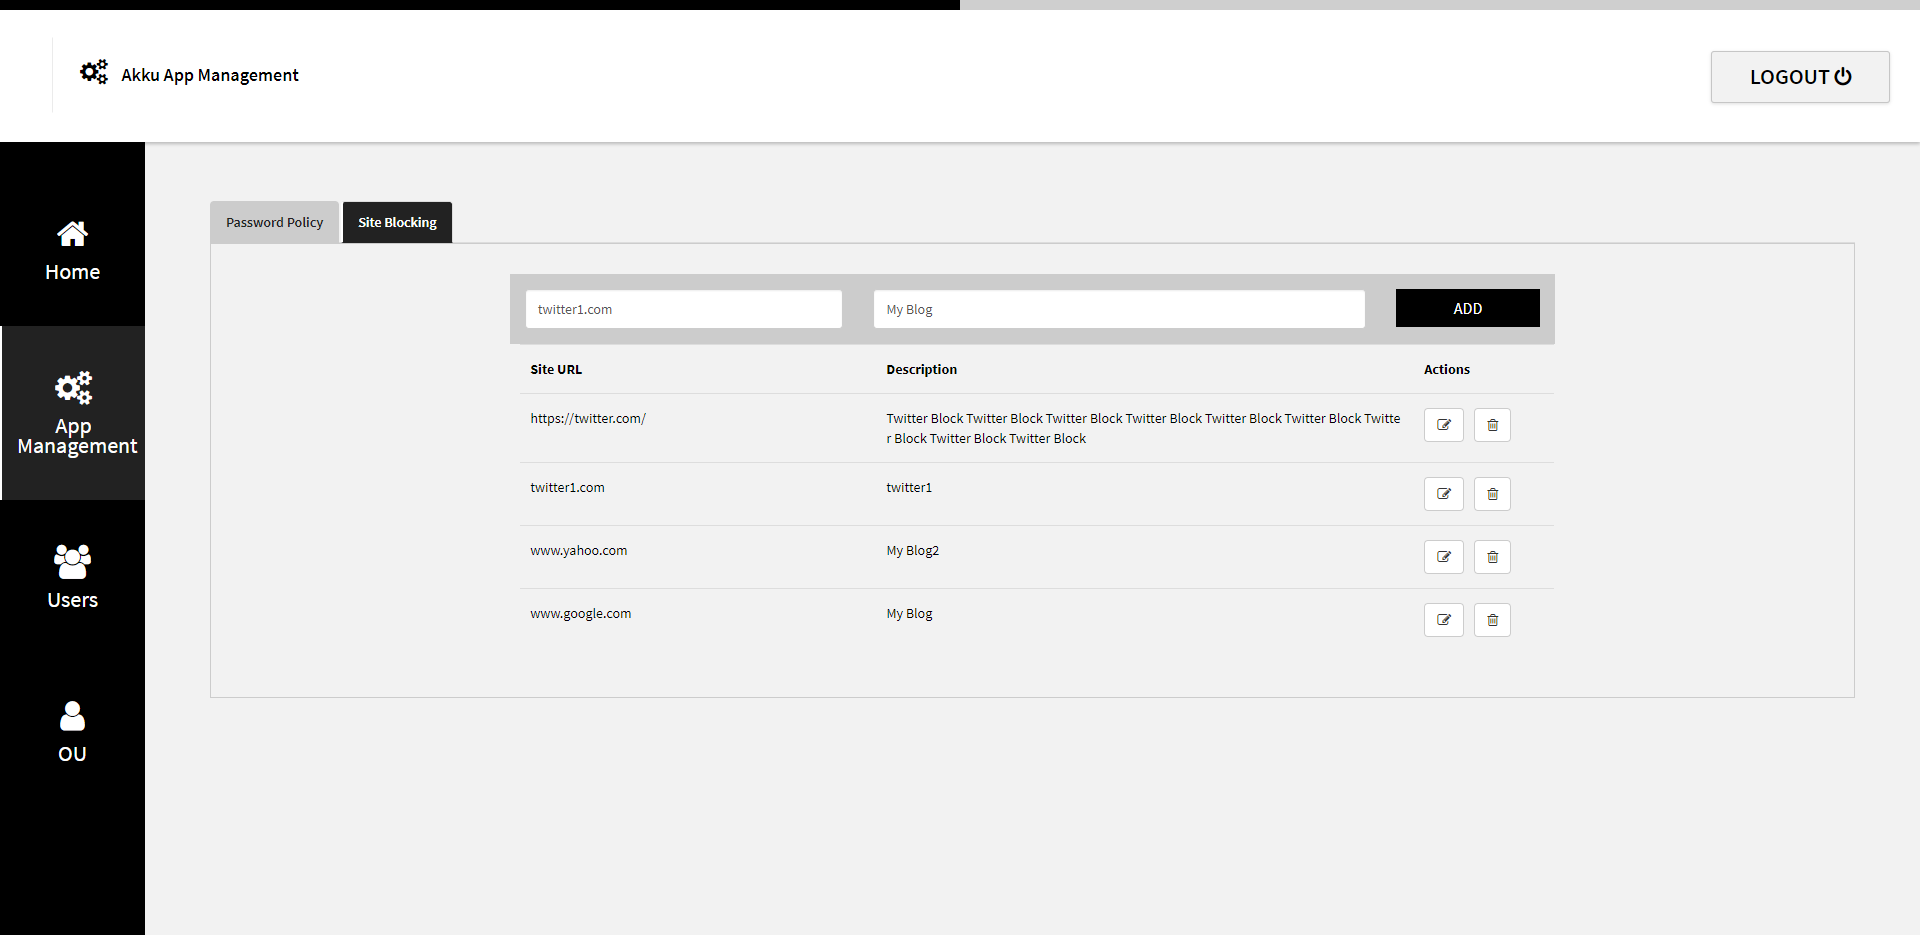 Akku App Management
LOGOUT
Home
App
Management
Users
OU
Password Policy
Site Blocking
twitter1.com
My Blog
ADD
Site URL
Description
Actions
https://twitter.com/
Twitter Block Twitter Block Twitter Block Twitter Block Twitter Block Twitter Block Twitte
r Block Twitter Block Twitter Block
twitter1.com
twitter1
www.yahoo.com
My Blog2
www.google.com
My Blog